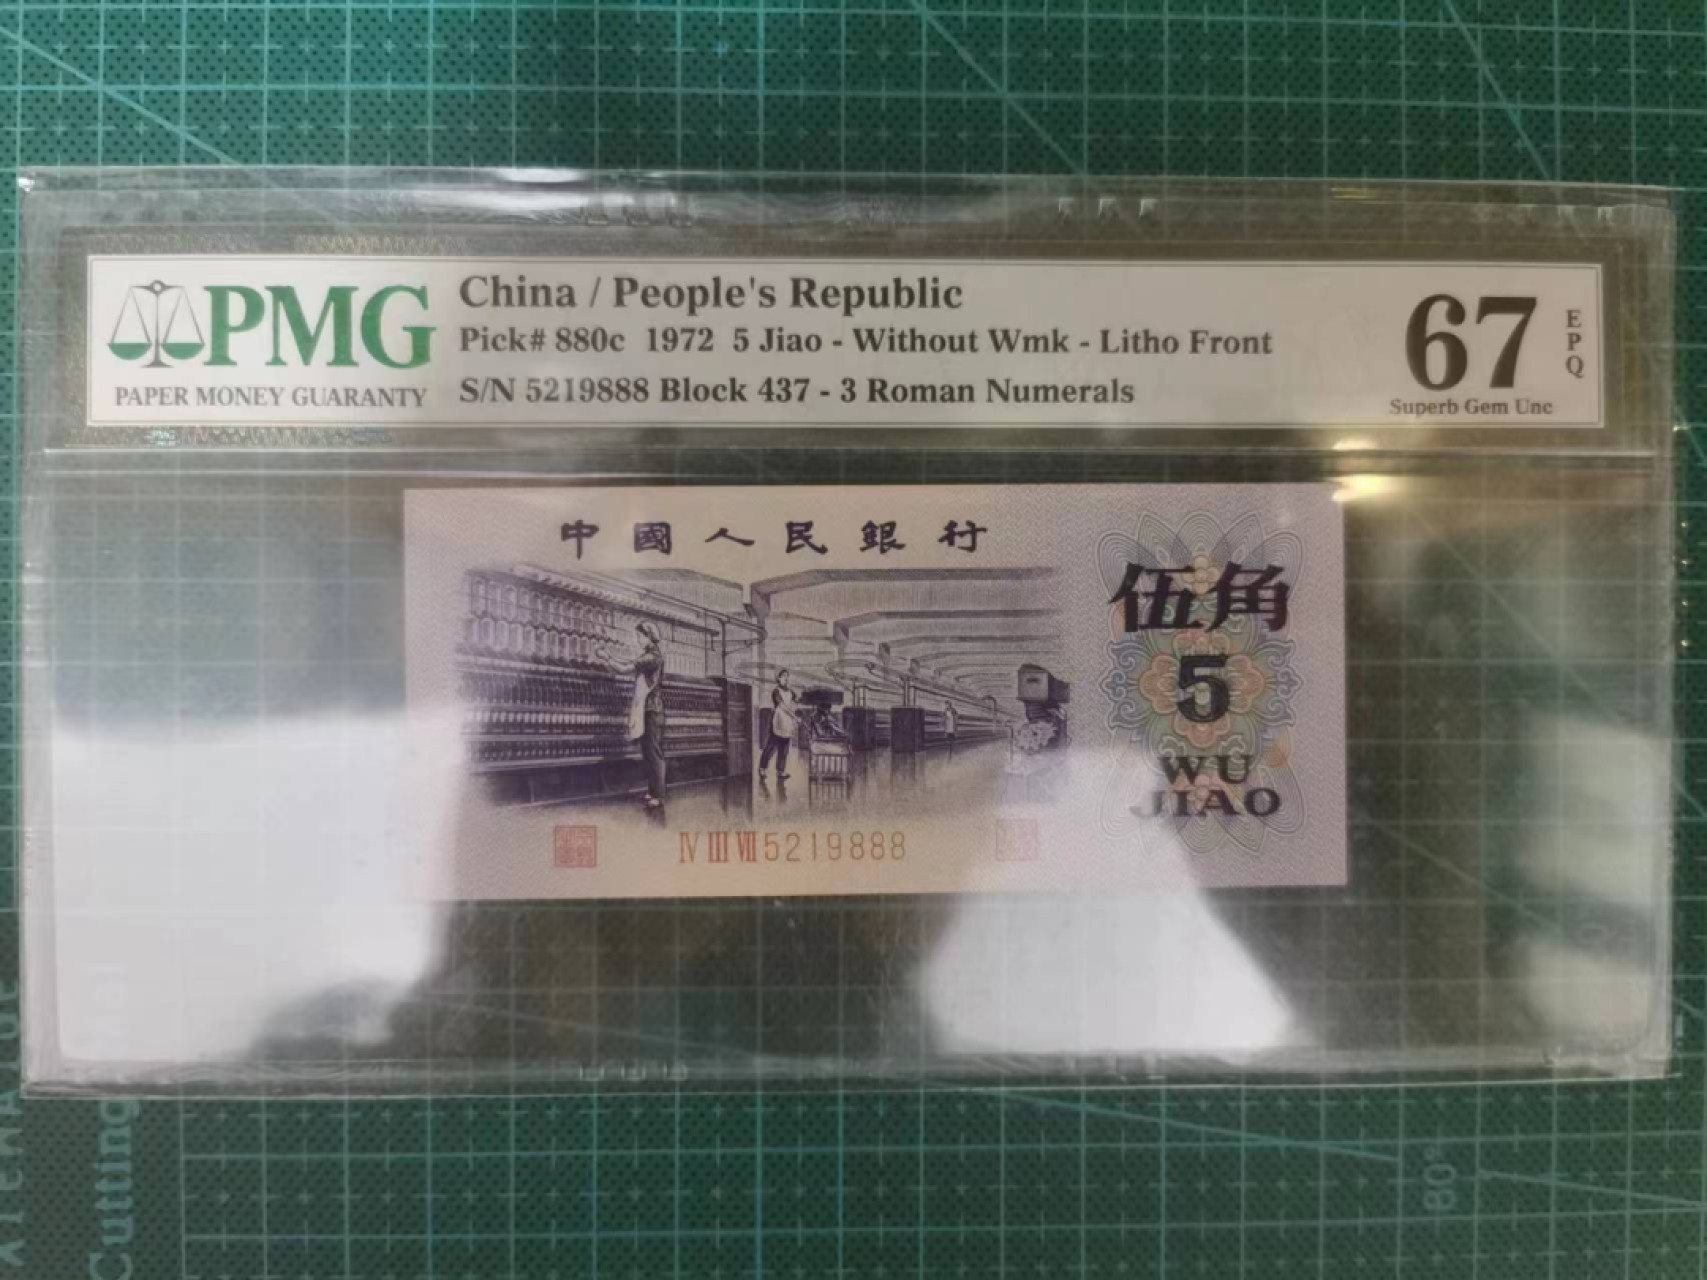 PMG
PAPER MONEY GUARANTY
China / People's Republic
Pick# 880c 1972 5 Jiao - Without Wmk - Litho Front
S/N 5219888 Block 437 - 3 Roman Numerals
67
EPQ
Superb Gem Unc
中國人民銀行
伍角
5
WU
JIAO
IV III VII 5219888
Cutting
80°